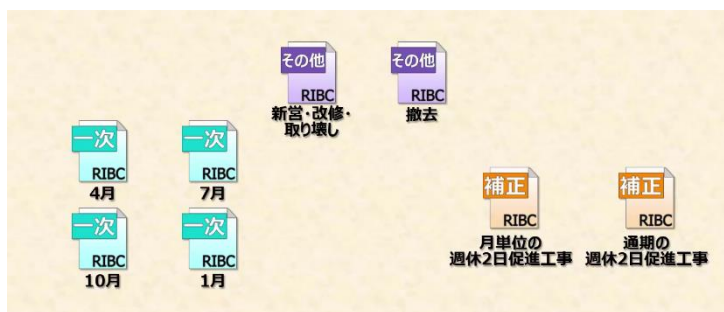 その他
RIBC
新営・改修・
取り壊し
その他
RIBC
撤去
一次
RIBC
4月
一次
RIBC
7月
一次
RIBC
10月
一次
RIBC
1月
補正
RIBC
月単位の
週休2日促進工事
補正
RIBC
通期の
週休2日促進工事